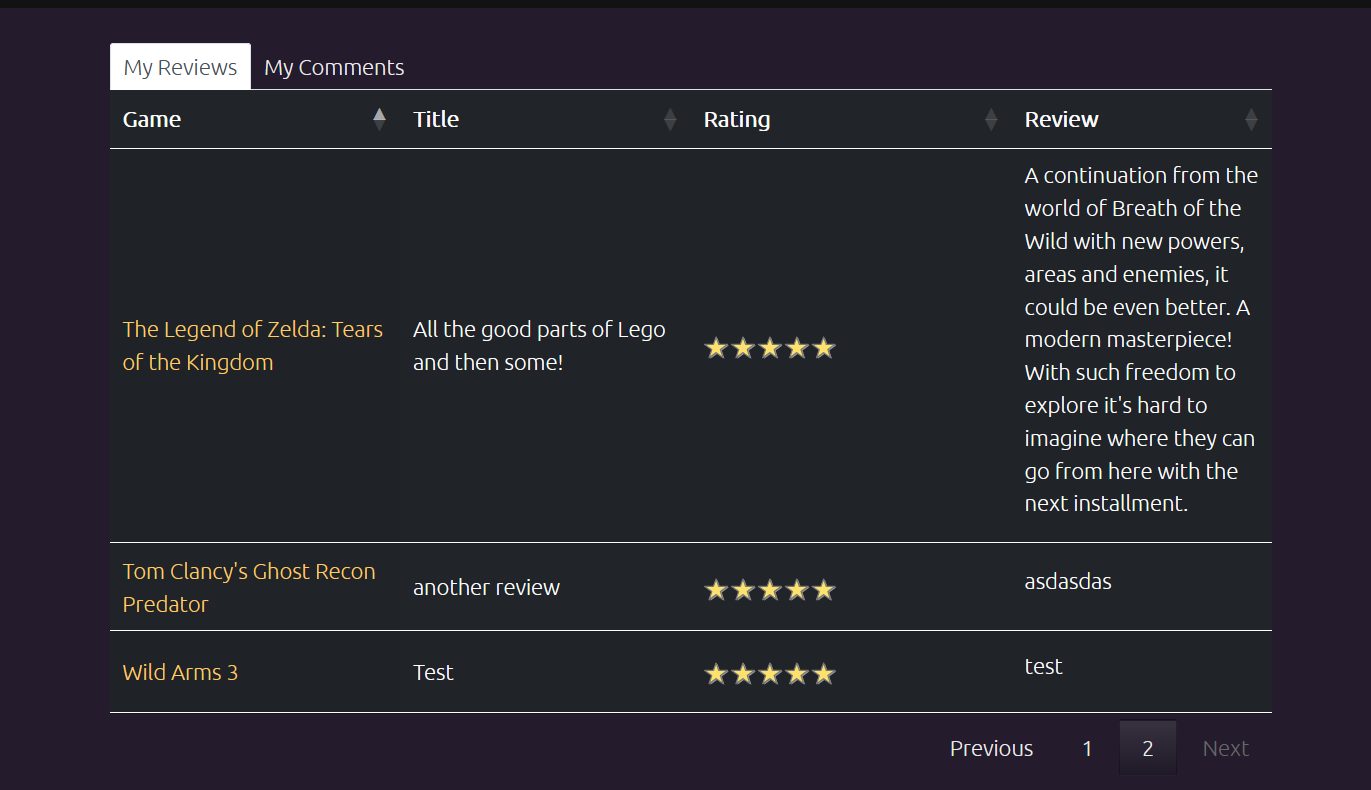 My Reviews My Comments
Game Title Rating Review
The Legend of Zelda: Tears
of the Kingdom
All the good parts of Lego
and then some!
A continuation from the
world of Breath of the
Wild with new powers,
areas and enemies, it
could be even better. A
modern masterpiece!
With such freedom to
explore it's hard to
imagine where they can
go from here with the
next installment.
Tom Clancy's Ghost Recon
Predator
another review
asdasdas
Wild Arms 3
Test
test
Previous 1 2 Next